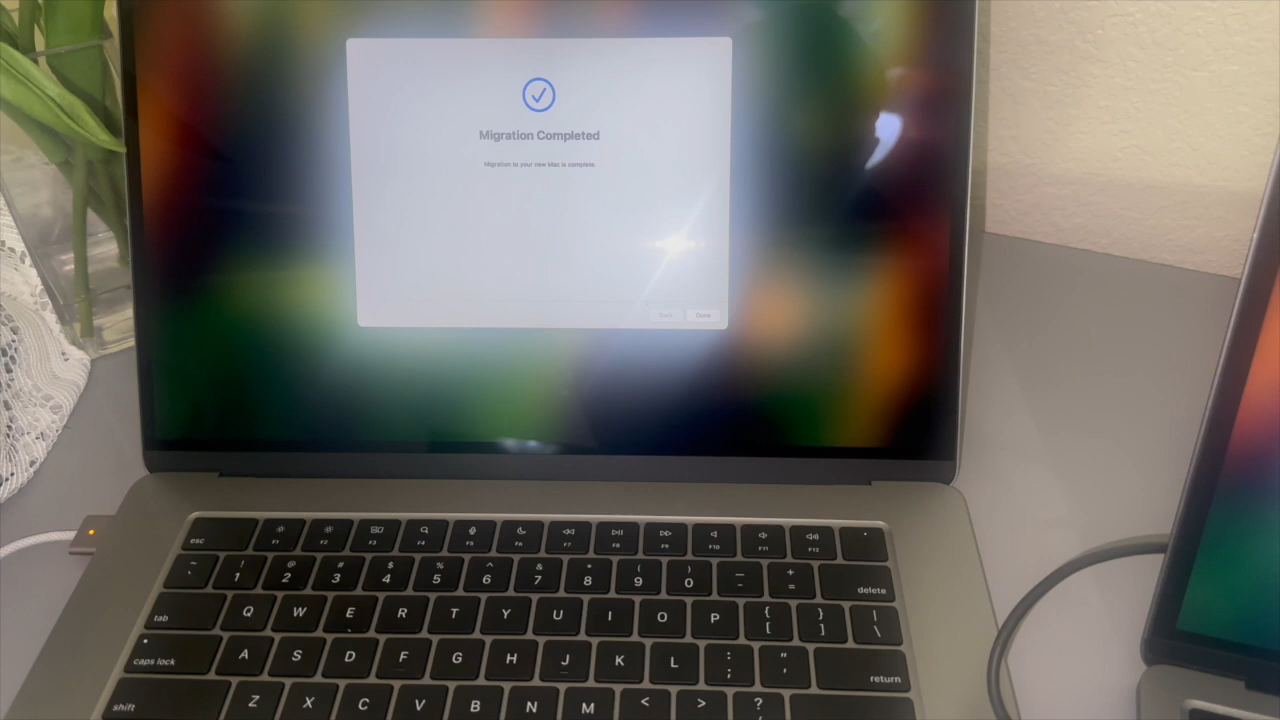 Migration Completed
Migration to your new Mac is complete.
Back Done
esc F1 F2 F3 F4 F5 F6 F7 F8 F9 F10 F11 F12
~ ! @ # $ % ^ & * ( ) — +
` 1 2 3 4 5 6 7 8 9 0 - = delete
tab Q W E R T Y U I O P { [ } ] | \
caps lock A S D F G H J K L : ; " ' return
shift Z X C V B N M < > ?